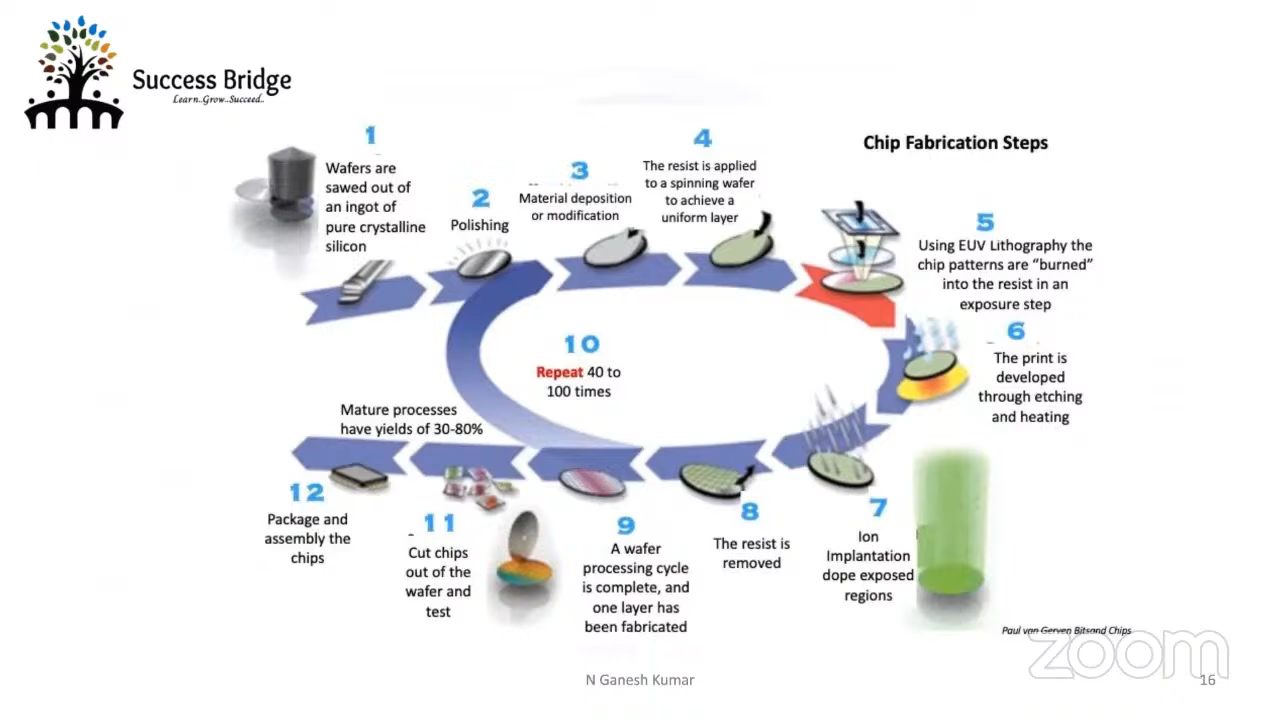 Success Bridge
Learn..Grow..Succeed..
Chip Fabrication Steps
1
Wafers are
sawed out of
an ingot of
pure crystalline
silicon
2
Polishing
3
Material deposition
or modification
4
The resist is applied
to a spinning wafer
to achieve a
uniform layer
5
Using EUV Lithography the
chip patterns are “burned”
into the resist in an
exposure step
6
The print is
developed
through etching
and heating
7
Ion
Implantation
dope exposed
regions
8
The resist is
removed
9
A wafer
processing cycle
is complete, and
one layer has
been fabricated
10
Repeat 40 to
100 times
Mature processes
have yields of 30-80%
11
Cut chips
out of the
wafer and
test
12
Package and
assembly the
chips
Paul van Gerven Bitsand Chips
zoom
N Ganesh Kumar
16